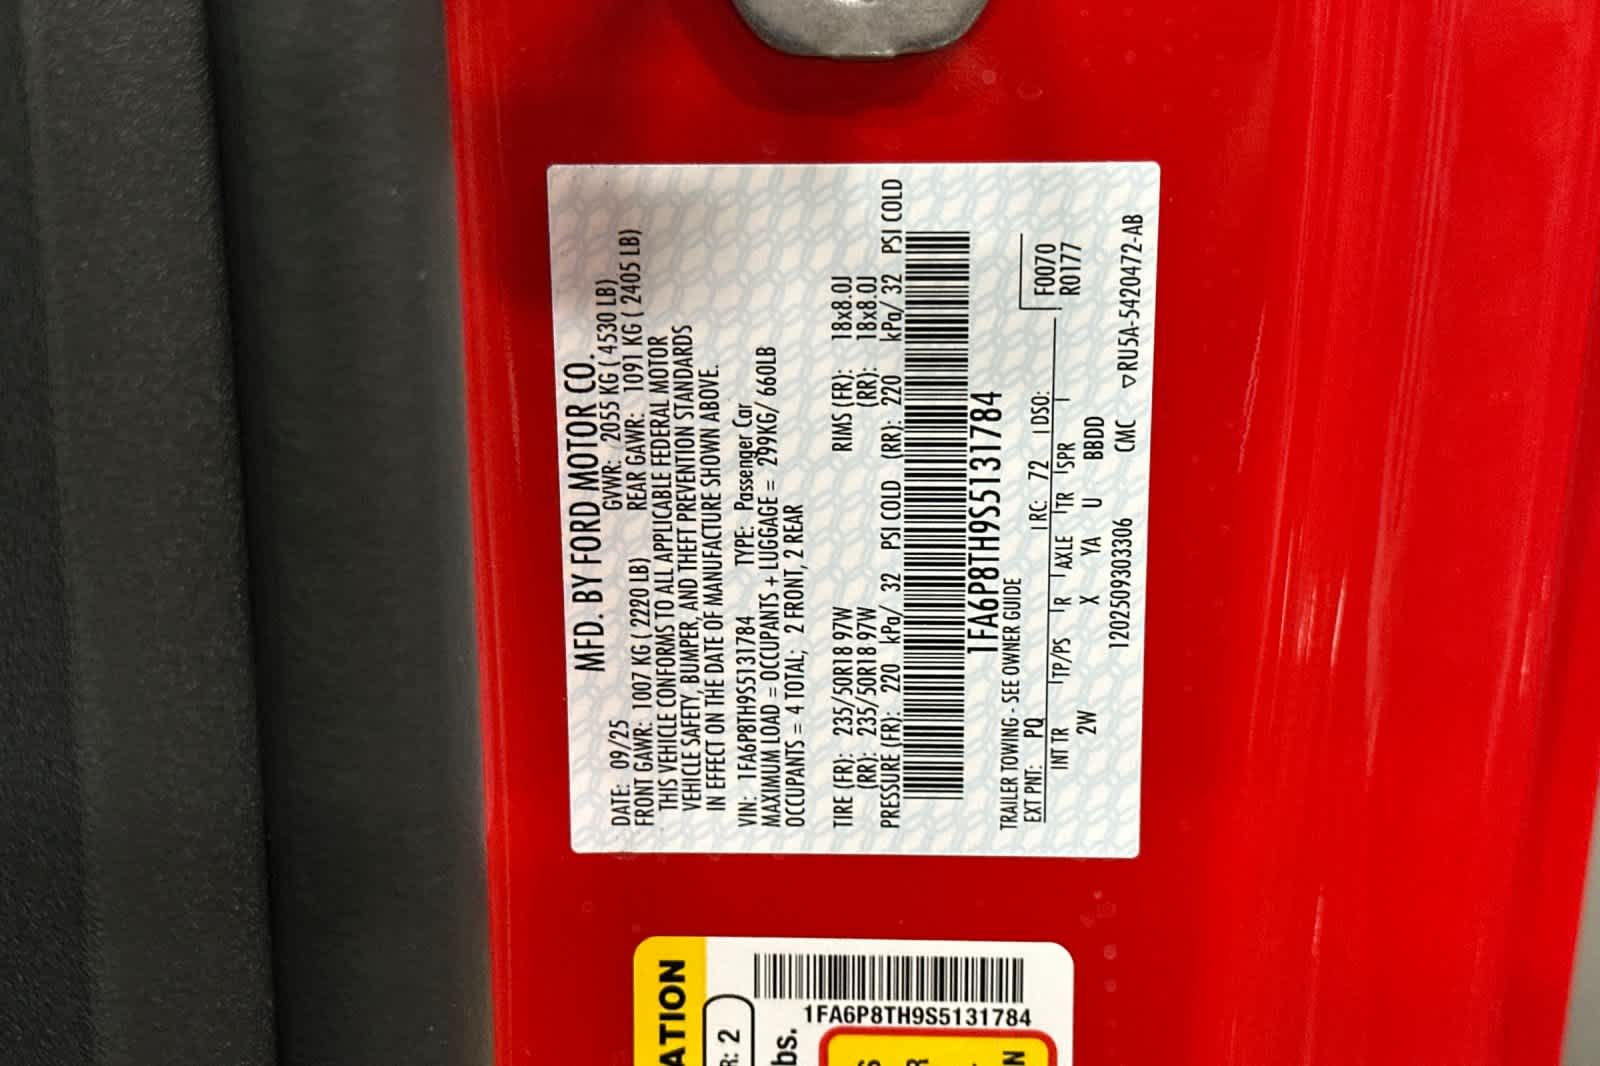 MFD. BY FORD MOTOR CO.
DATE: 09/25 GVWR: 2055 KG ( 4530 LB)
FRONT GAWR: 1007 KG ( 2220 LB) REAR GAWR: 1091 KG ( 2405 LB)
THIS VEHICLE CONFORMS TO ALL APPLICABLE FEDERAL MOTOR
VEHICLE SAFETY, BUMPER, AND THEFT PREVENTION STANDARDS
IN EFFECT ON THE DATE OF MANUFACTURE SHOWN ABOVE.
VIN: 1FA6P8TH9S5131784 TYPE: Passenger Car
MAXIMUM LOAD = OCCUPANTS + LUGGAGE = 299KG/ 660LB
OCCUPANTS = 4 TOTAL; 2 FRONT, 2 REAR
TIRE (FR): 235/50R18 97W RIMS (FR): 18x8.0J
(RR): 235/50R18 97W (RR): 18x8.0J
PRESSURE (FR): 220 kPa/ 32 PSI COLD (RR): 220 kPa/ 32 PSI COLD
1FA6P8TH9S5131784
TRAILER TOWING - SEE OWNER GUIDE
EXT PNT: PQ RC: 72 DSO: F0070
R0177
INT TR TP/PS R AXLE TR SPR
2W X YA U BBDD
1202509303306 CMC ▽RU5A-5420472-AB
ATION
R: 2
1FA6P8TH9S5131784
bs.